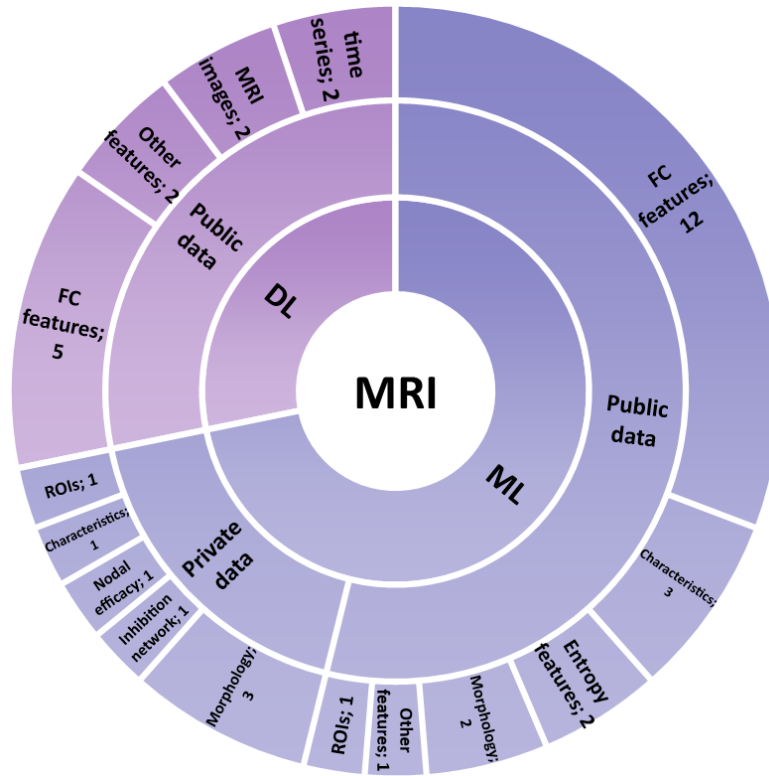 MRI
DL
ML
Public
data
Public
data
Private
data
FC
features;
12
Characteristics;
3
Entropy
features; 2
Morphology;
2
Other
features; 1
ROIs; 1
Morphology;
3
Inhibition
network; 1
Nodal
efficacy; 1
Characteristics;
1
ROIs; 1
FC
features;
5
Other
features; 2
MRI
images; 2
time
series; 2